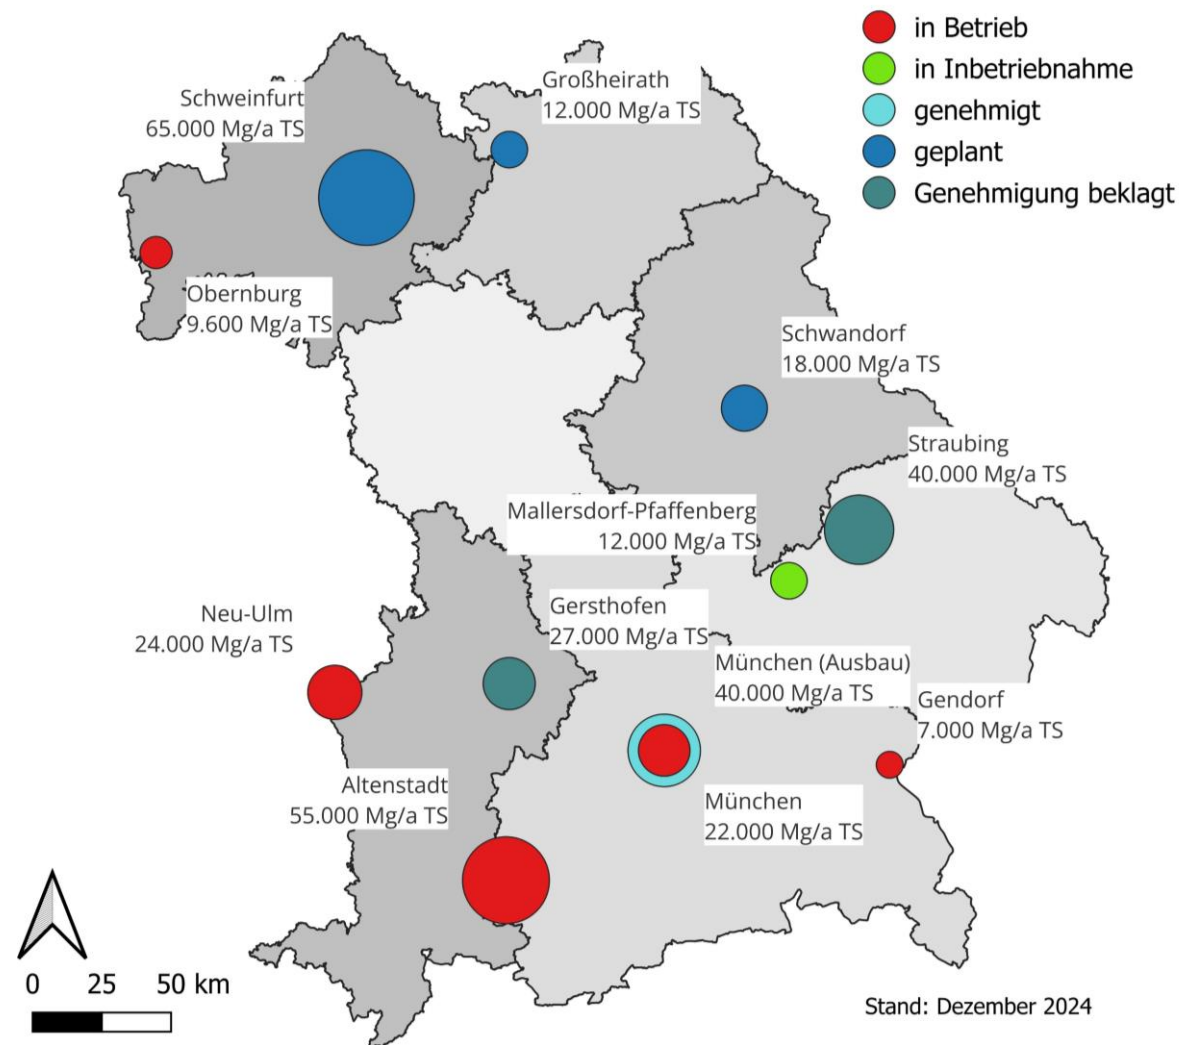 in Betrieb
in Inbetriebnahme
genehmigt
geplant
Genehmigung beklagt
Großheirath
12.000 Mg/a TS
Schweinfurt
65.000 Mg/a TS
Obernburg
9.600 Mg/a TS
Schwandorf
18.000 Mg/a TS
Straubing
40.000 Mg/a TS
Mallersdorf-Pfaffenberg
12.000 Mg/a TS
Neu-Ulm
24.000 Mg/a TS
Gersthofen
27.000 Mg/a TS
München (Ausbau)
40.000 Mg/a TS
Gendorf
7.000 Mg/a TS
Altenstadt
55.000 Mg/a TS
München
22.000 Mg/a TS
0 25 50 km
Stand: Dezember 2024